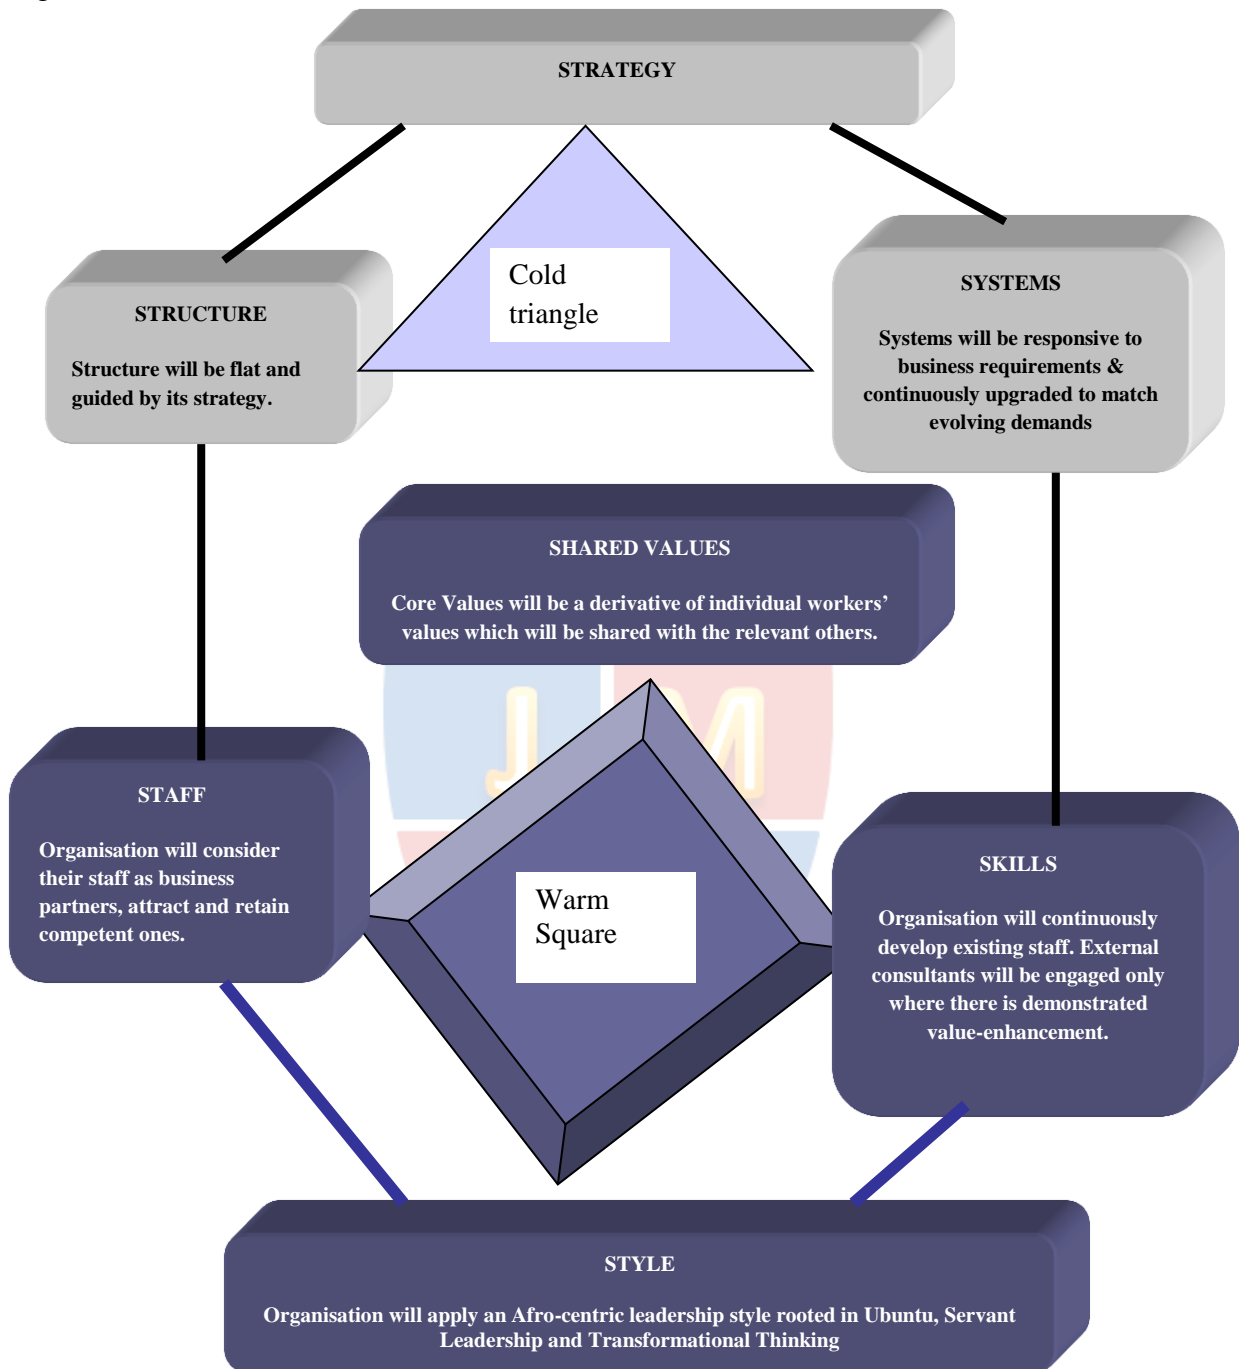 STRATEGY
Cold
triangle
STRUCTURE
Structure will be flat and
guided by its strategy.
SYSTEMS
Systems will be responsive to
business requirements &
continuously upgraded to match
evolving demands
SHARED VALUES
Core Values will be a derivative of individual workers’
values which will be shared with the relevant others.
J M
STAFF
Organisation will consider
their staff as business
partners, attract and retain
competent ones.
Warm
Square
SKILLS
Organisation will continuously
develop existing staff. External
consultants will be engaged only
where there is demonstrated
value-enhancement.
STYLE
Organisation will apply an Afro-centric leadership style rooted in Ubuntu, Servant
Leadership and Transformational Thinking